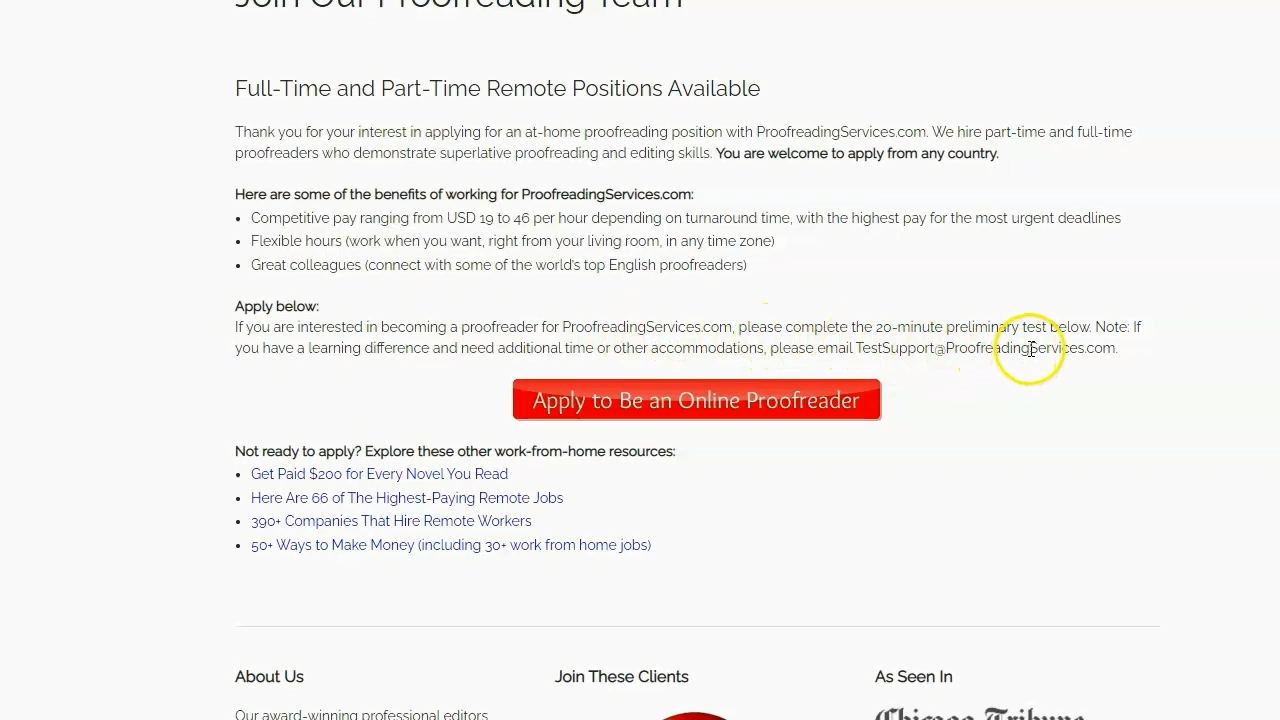 Join Our Proofreading Team
Full-Time and Part-Time Remote Positions Available
Thank you for your interest in applying for an at-home proofreading position with ProofreadingServices.com. We hire part-time and full-time
proofreaders who demonstrate superlative proofreading and editing skills. You are welcome to apply from any country.
Here are some of the benefits of working for ProofreadingServices.com:
• Competitive pay ranging from USD 19 to 46 per hour depending on turnaround time, with the highest pay for the most urgent deadlines
• Flexible hours (work when you want, right from your living room, in any time zone)
• Great colleagues (connect with some of the world's top English proofreaders)
Apply below:
If you are interested in becoming a proofreader for ProofreadingServices.com, please complete the 20-minute preliminary test below. Note: If
you have a learning difference and need additional time or other accommodations, please email TestSupport@ProofreadingServices.com.
Apply to Be an Online Proofreader
Not ready to apply? Explore these other work-from-home resources:
• Get Paid $200 for Every Novel You Read
• Here Are 66 of The Highest-Paying Remote Jobs
• 390+ Companies That Hire Remote Workers
• 50+ Ways to Make Money (including 30+ work from home jobs)
About Us
Join These Clients
As Seen In
Our award-winning professional editors
Chicago Tribune